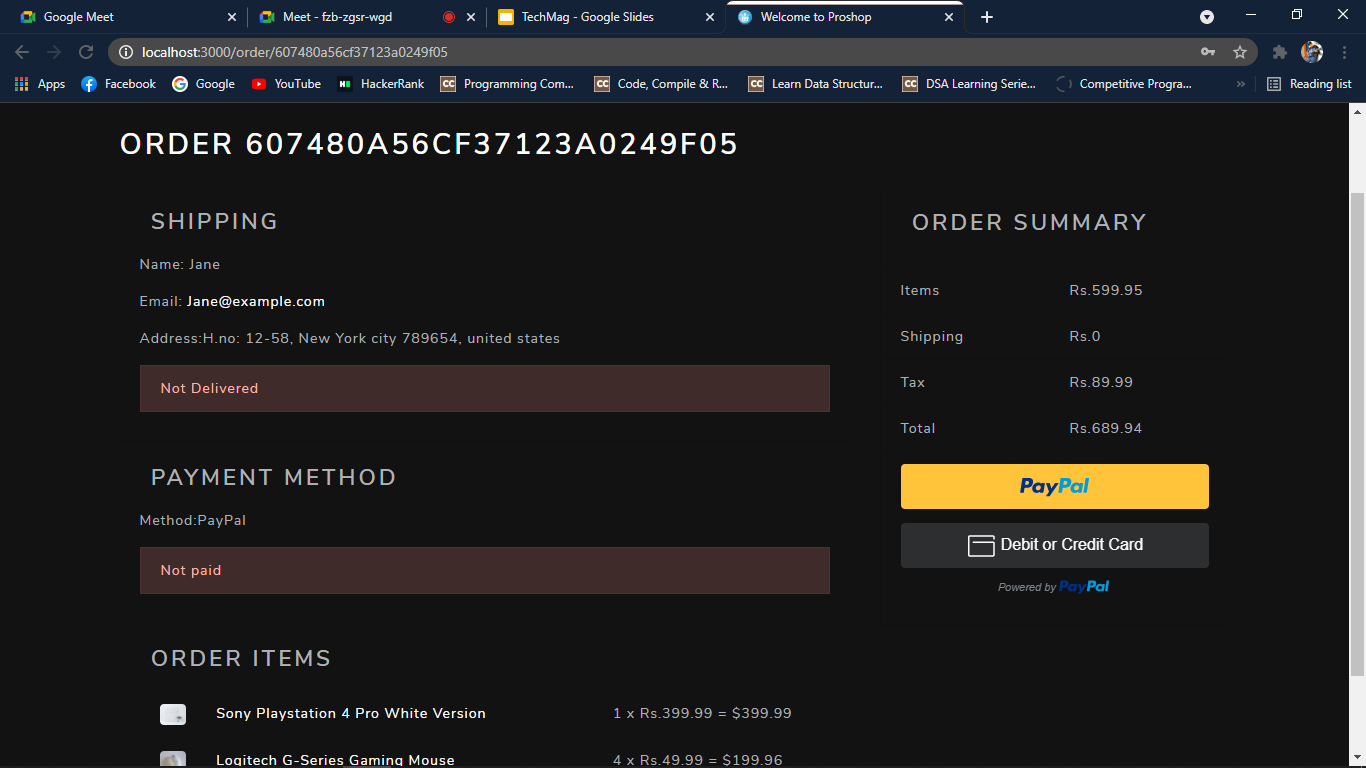 Google Meet
Meet - fzb-zgsr-wgd
TechMag - Google Slides
Welcome to Proshop
localhost:3000/order/607480a56cf37123a0249f05
Apps
Facebook
Google
YouTube
HackerRank
CC Programming Com...
CC Code, Compile & R...
CC Learn Data Structur...
CC DSA Learning Serie...
Competitive Progra...
»
Reading list
ORDER 607480A56CF37123A0249F05
SHIPPING
Name: Jane
Email: Jane@example.com
Address:H.no: 12-58, New York city 789654, united states
Not Delivered
PAYMENT METHOD
Method:PayPal
Not paid
ORDER ITEMS
Sony Playstation 4 Pro White Version 1 x Rs.399.99 = $399.99
Logitech G-Series Gaming Mouse 4 x Rs.49.99 = $199.96
ORDER SUMMARY
Items Rs.599.95
Shipping Rs.0
Tax Rs.89.99
Total Rs.689.94
PayPal
Debit or Credit Card
Powered by PayPal